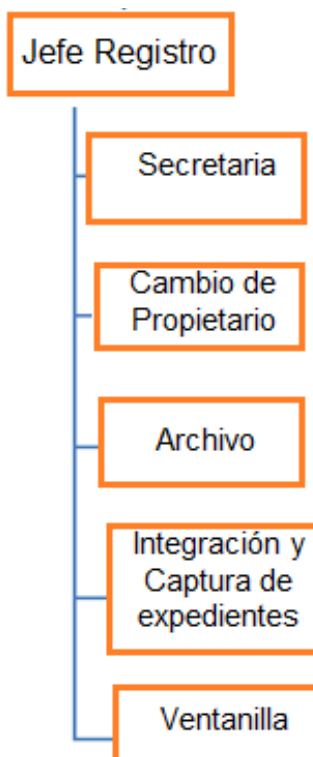 Jefe Registro
Secretaria
Cambio de
Propietario
Archivo
Integración y
Captura de
expedientes
Ventanilla